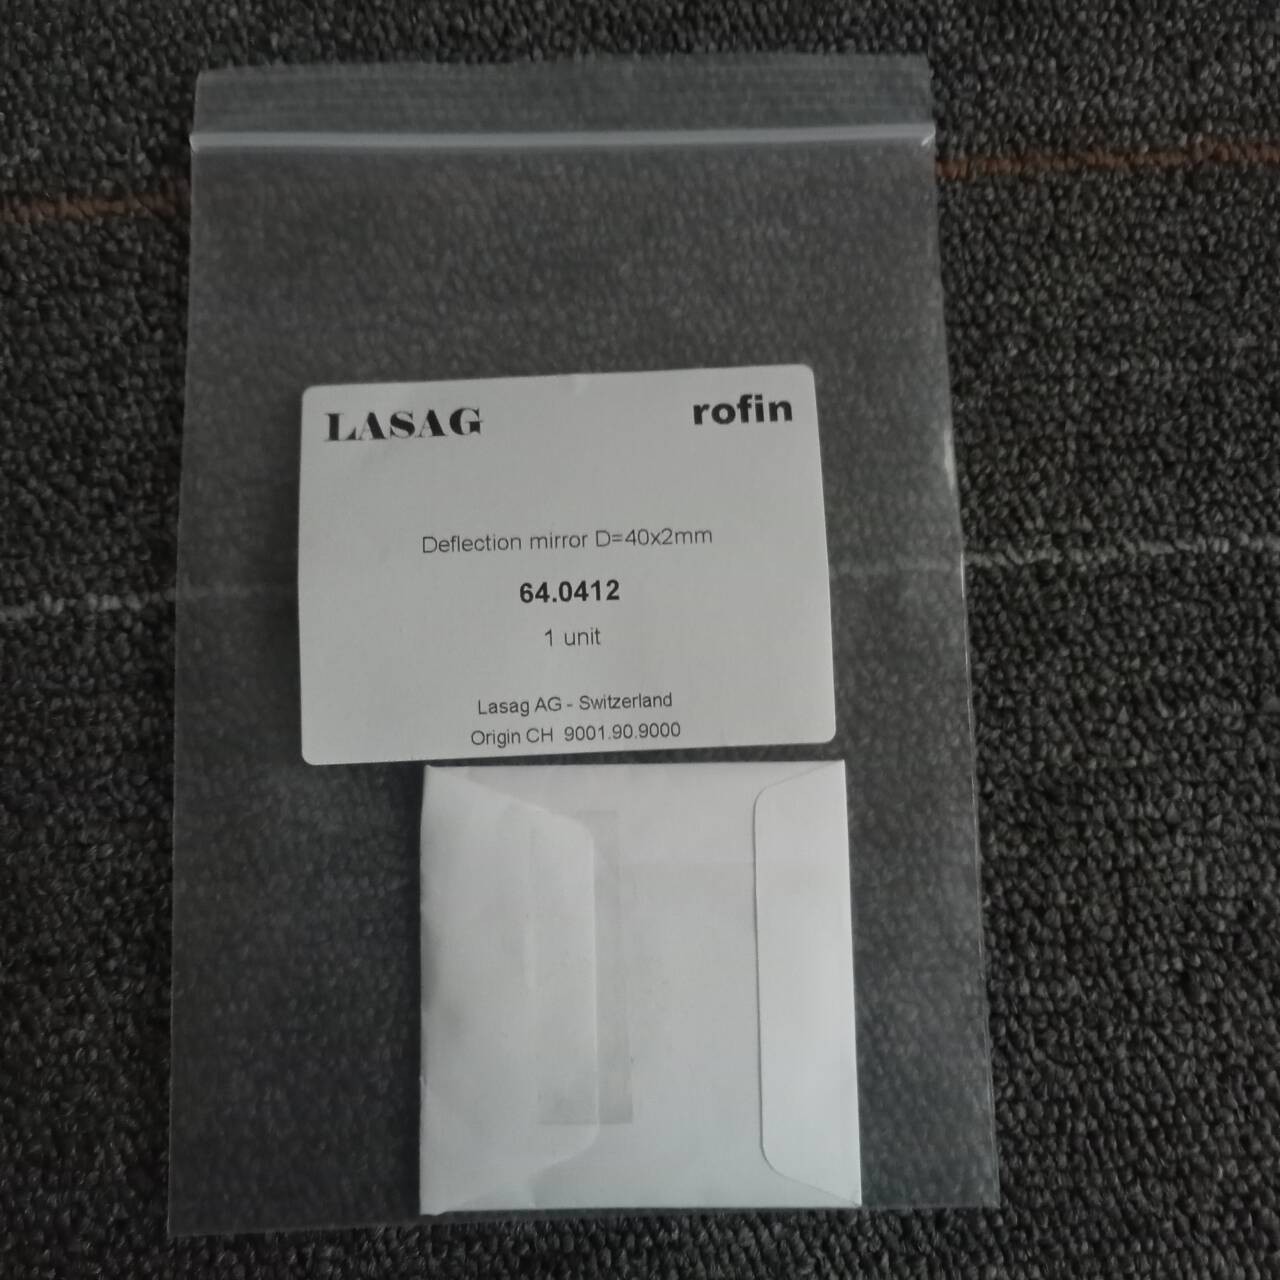 LASAG
rofin
Deflection mirror D=40x2mm
64.0412
1 unit
Lasag AG - Switzerland
Origin CH 9001.90.9000